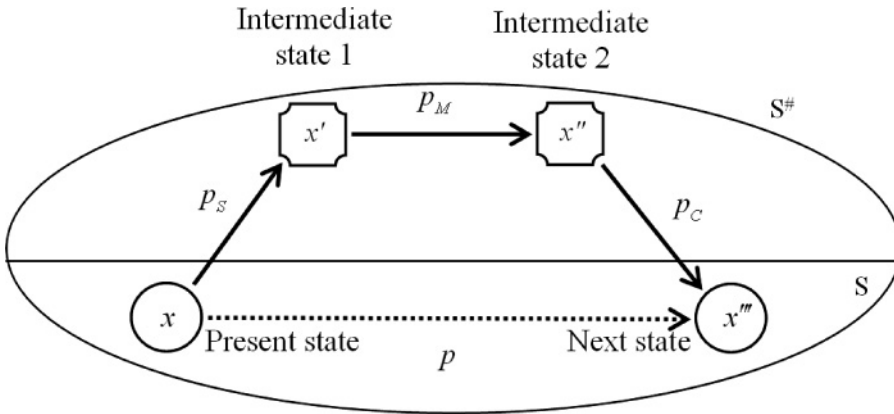 Intermediate
state 1
Intermediate
state 2
p_M
S^#
x'
x''
p_S
p_C
S
x
x'''
Present state
Next state
p